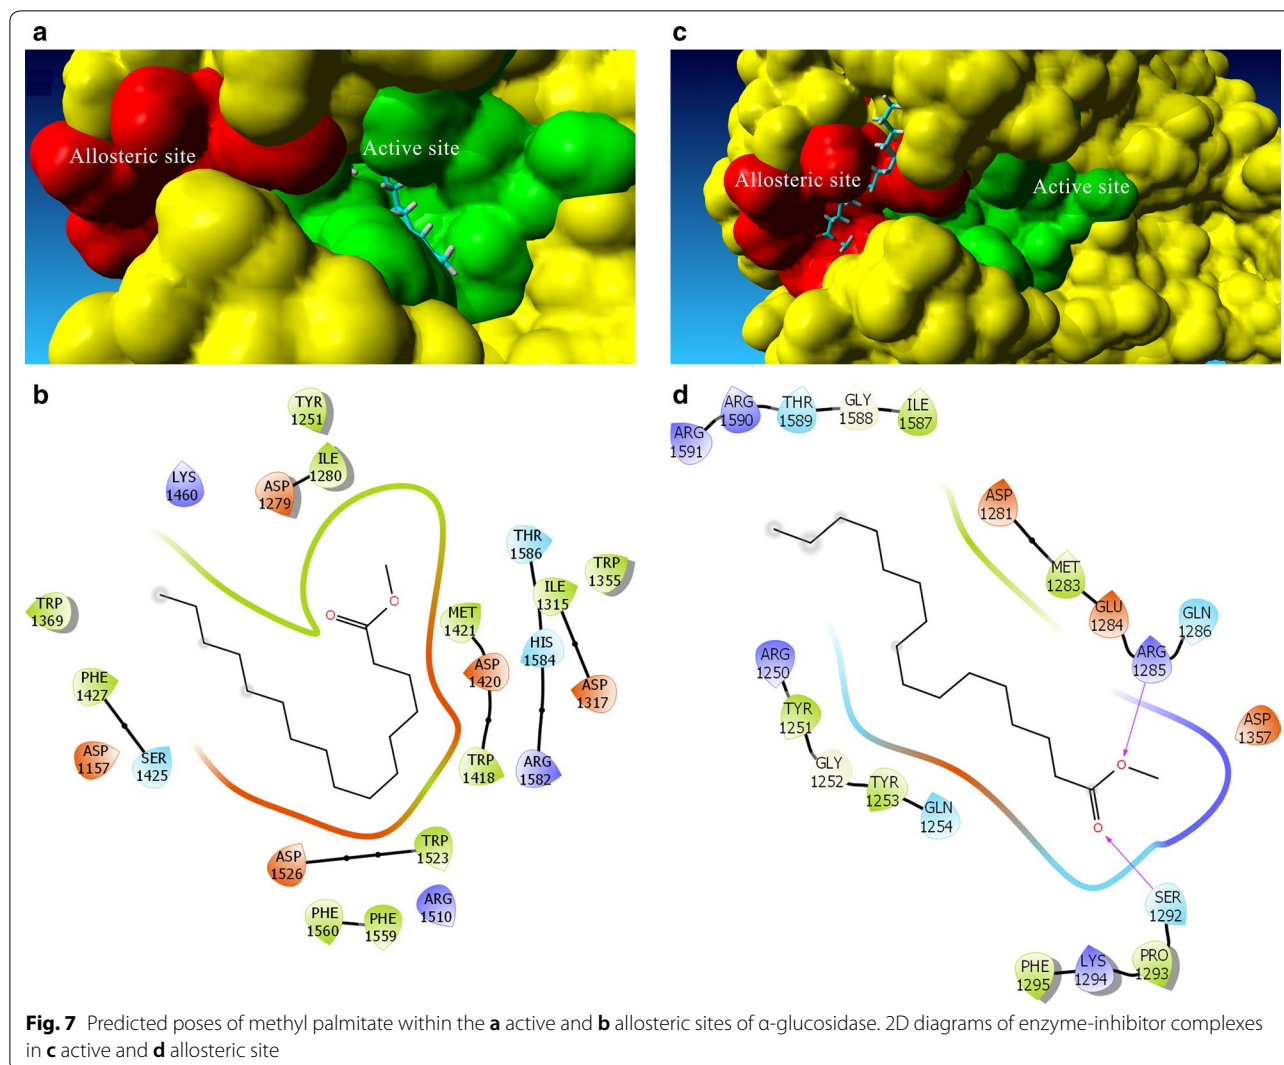 a
Allosteric site
Active site
c
Allosteric site
Active site
b
TYR
1251
ILE
1280
LYS
1460
ASP
1279
THR
1586
TRP
1355
ILE
1315
TRP
1369
MET
1421
HIS
1584
ASP
1420
ASP
1317
PHE
1427
ASP
1157
SER
1425
TRP
1418
ARG
1582
O
O
TRP
1523
ASP
1526
ARG
1510
PHE
1560
PHE
1559
d
ARG
1591
ARG
1590
THR
1589
GLY
1588
ILE
1587
ASP
1281
MET
1283
GLU
1284
GLN
1286
ARG
1285
ARG
1250
TYR
1251
GLY
1252
TYR
1253
GLN
1254
ASP
1357
O
O
SER
1292
PRO
1293
LYS
1294
PHE
1295
Fig. 7 Predicted poses of methyl palmitate within the a active and b allosteric sites of α-glucosidase. 2D diagrams of enzyme-inhibitor complexes
in c active and d allosteric site